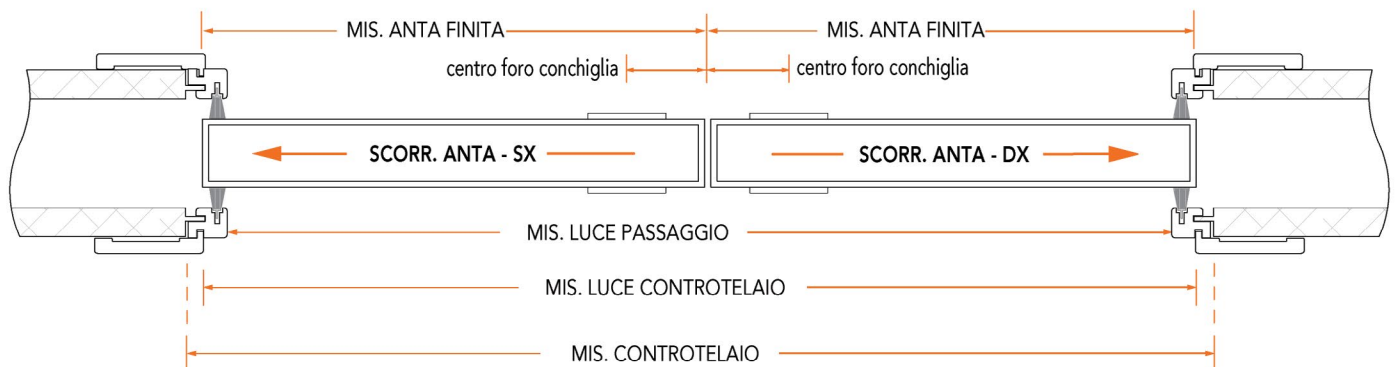 MIS. ANTA FINITA
MIS. ANTA FINITA
centro foro conchiglia
centro foro conchiglia
SCORR. ANTA - SX
SCORR. ANTA - DX
MIS. LUCE PASSAGGIO
MIS. LUCE CONTROTELAIO
MIS. CONTROTELAIO